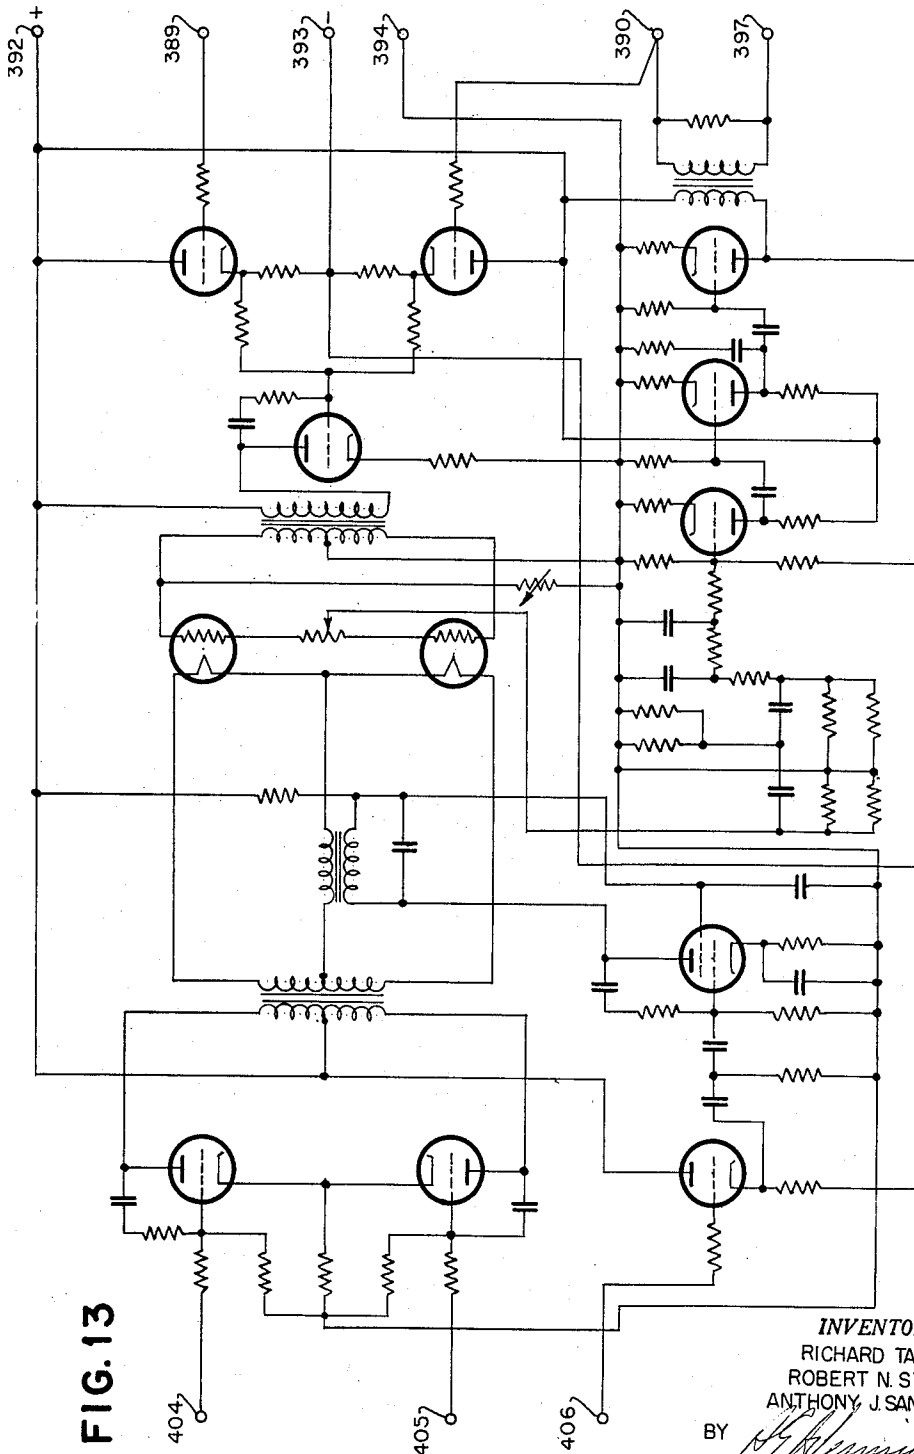 392 +
389
393 -
394
390
397
FIG.13
404
405
406
INVENTO
RICHARD TA
ROBERT N. S
ANTHONY J. SAN
BY